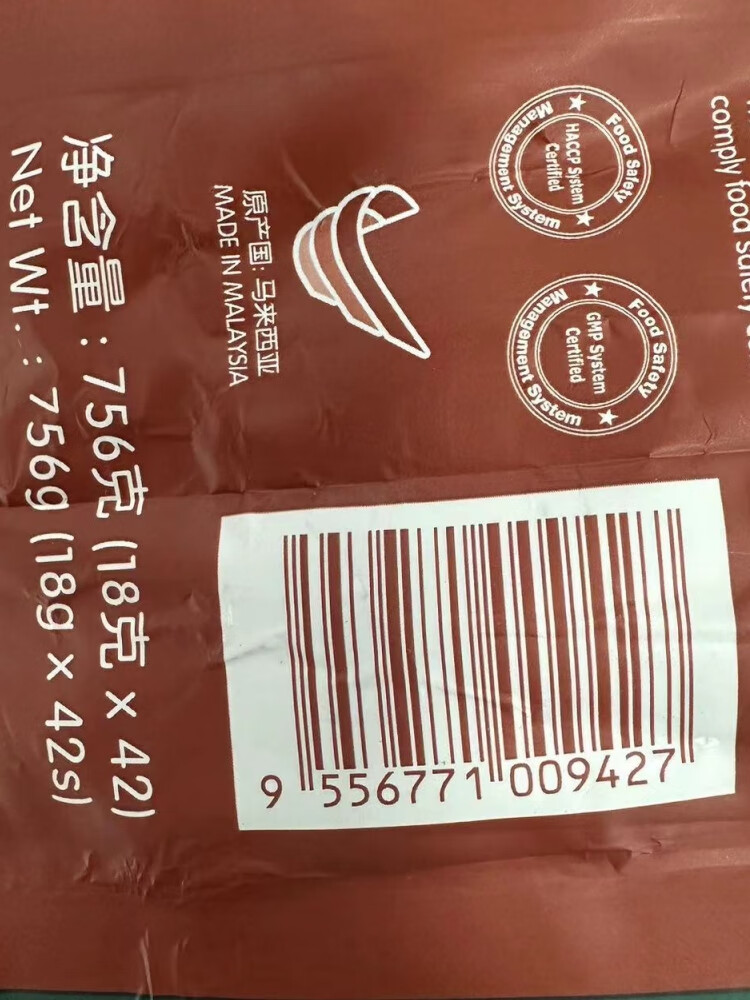 comply food safety
Food Safety
Management System
HACCP System
Certified
Food Safety
Management System
GMP System
Certified
原产国: 马来西亚
MADE IN MALAYSIA
净含量 : 756克 (18克 x 42)
Net Wt. : 756g (18g x 42s)
9 556771 009427